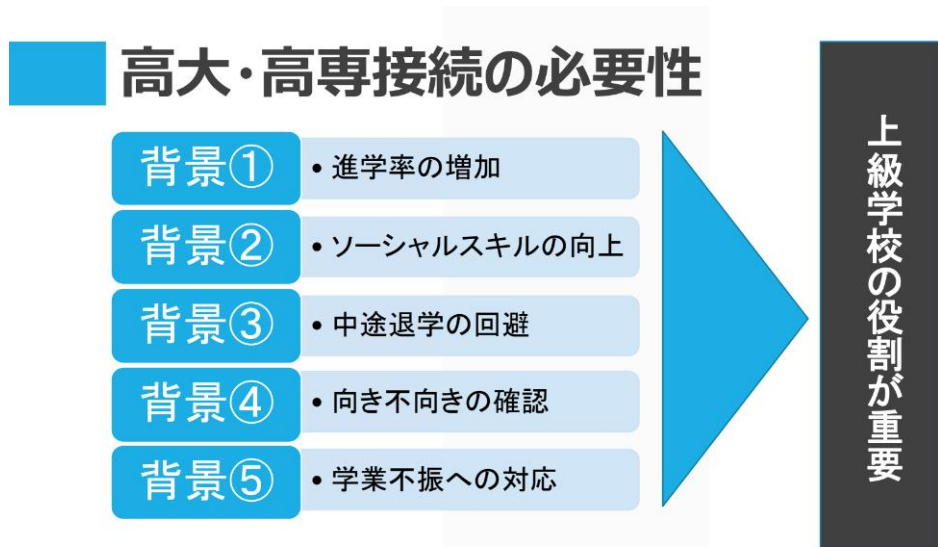 高大・高専接続の必要性
背景①
• 進学率の増加
背景②
• ソーシャルスキルの向上
背景③
• 中途退学の回避
背景④
• 向き不向きの確認
背景⑤
• 学業不振への対応
上級学校の役割が重要